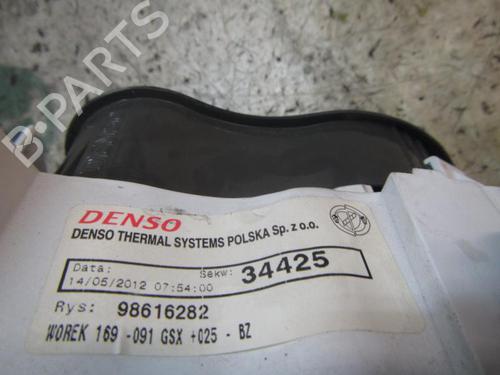 B-PARTS
DENSO
DENSO THERMAL SYSTEMS POLSKA Sp. z o.o.
Data: Sekw: 34425
14/05/2012 07:54:00
Rys: 98616282
WOREK 169 -091 GSX +025 - BZ